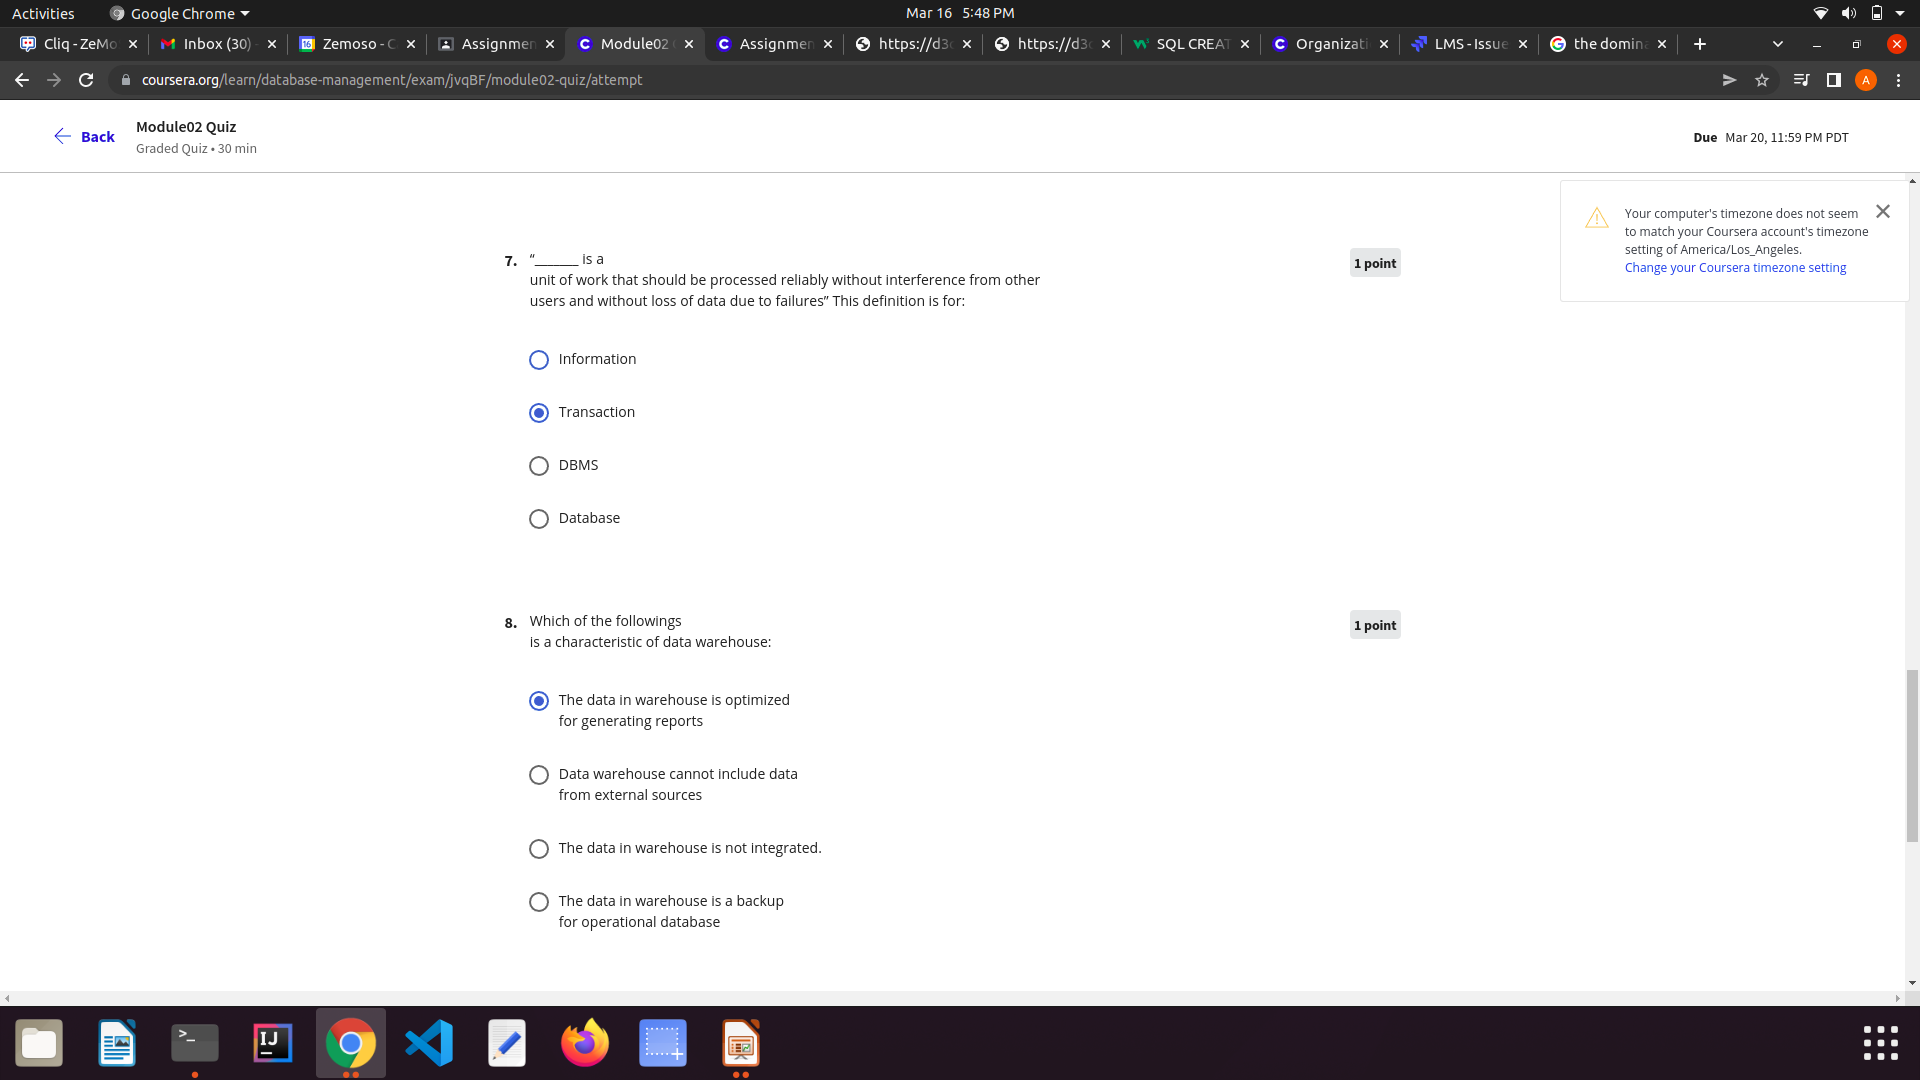 Activities
Google Chrome
Mar 16 5:48 PM
Cliq - ZeMo
Inbox (30) -
Zemoso - C
Assignmen
Module02
Assignmen
https://d3
https://d3
SQL CREAT
Organizati
LMS - Issue
the domina
coursera.org/learn/database-management/exam/jvqBF/module02-quiz/attempt
A
Back
Module02 Quiz
Graded Quiz • 30 min
Due Mar 20, 11:59 PM PDT
Your computer's timezone does not seem
to match your Coursera account's timezone
setting of America/Los_Angeles.
Change your Coursera timezone setting
7. “_______ is a
unit of work that should be processed reliably without interference from other
users and without loss of data due to failures” This definition is for:
1 point
Information
Transaction
DBMS
Database
8. Which of the followings
is a characteristic of data warehouse:
1 point
The data in warehouse is optimized
for generating reports
Data warehouse cannot include data
from external sources
The data in warehouse is not integrated.
The data in warehouse is a backup
for operational database
>_
IJ